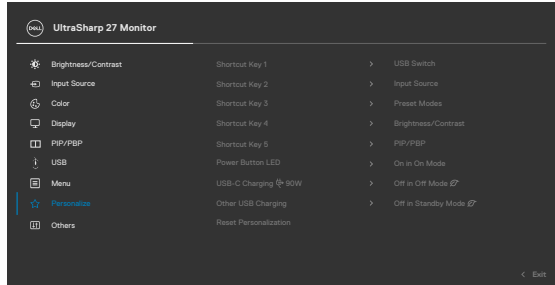 DELL UltraSharp 27 Monitor
Brightness/Contrast Shortcut Key 1 > USB Switch
Input Source Shortcut Key 2 > Input Source
Color Shortcut Key 3 > Preset Modes
Display Shortcut Key 4 > Brightness/Contrast
PIP/PBP Shortcut Key 5 > PIP/PBP
USB Power Button LED > On in On Mode
Menu USB-C Charging 90W > Off in Off Mode
Personalize Other USB Charging > Off in Standby Mode
Others Reset Personalization
< Exit